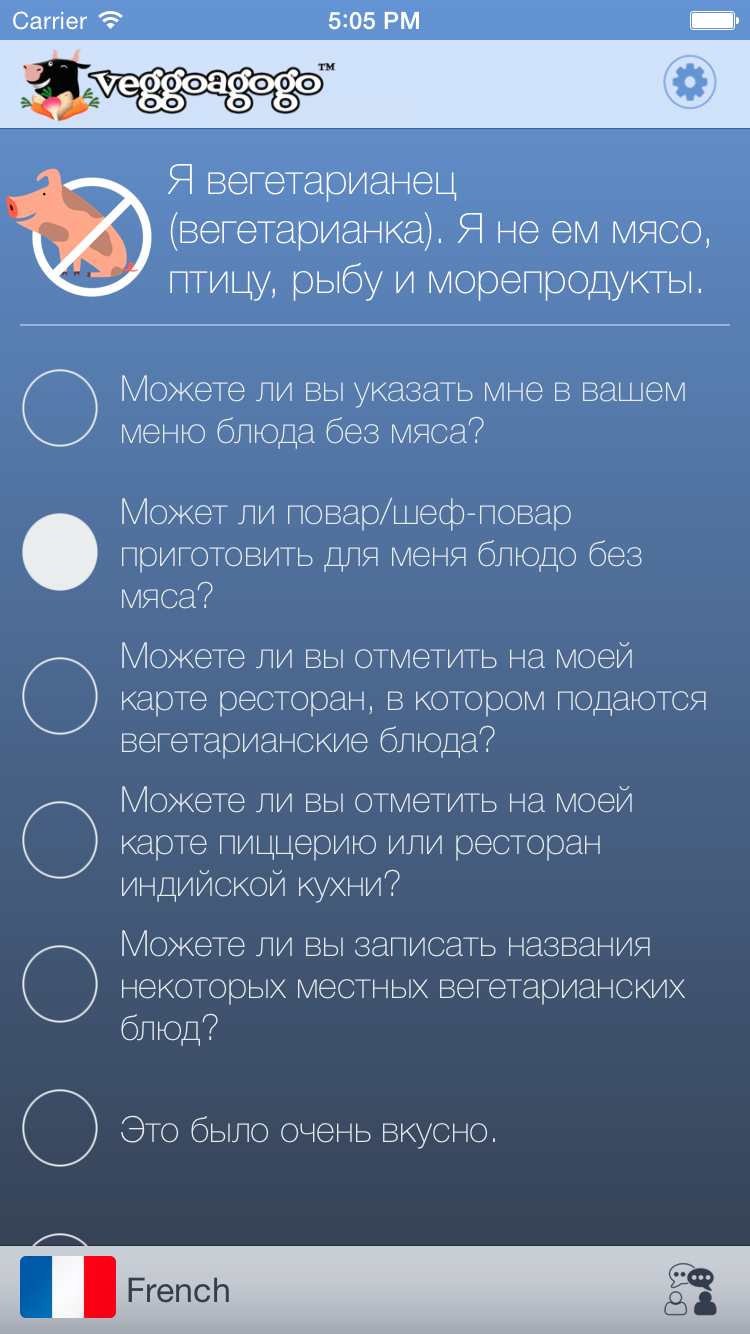 Carrier
5:05 PM
veggoagogo™
Я вегетарианец
(вегетарианка). Я не ем мясо,
птицу, рыбу и морепродукты.
Можете ли вы указать мне в вашем
меню блюда без мяса?
Может ли повар/шеф-повар
приготовить для меня блюдо без
мяса?
Можете ли вы отметить на моей
карте ресторан, в котором подаются
вегетарианские блюда?
Можете ли вы отметить на моей
карте пиццерию или ресторан
индийской кухни?
Можете ли вы записать названия
некоторых местных вегетарианских
блюд?
Это было очень вкусно.
French